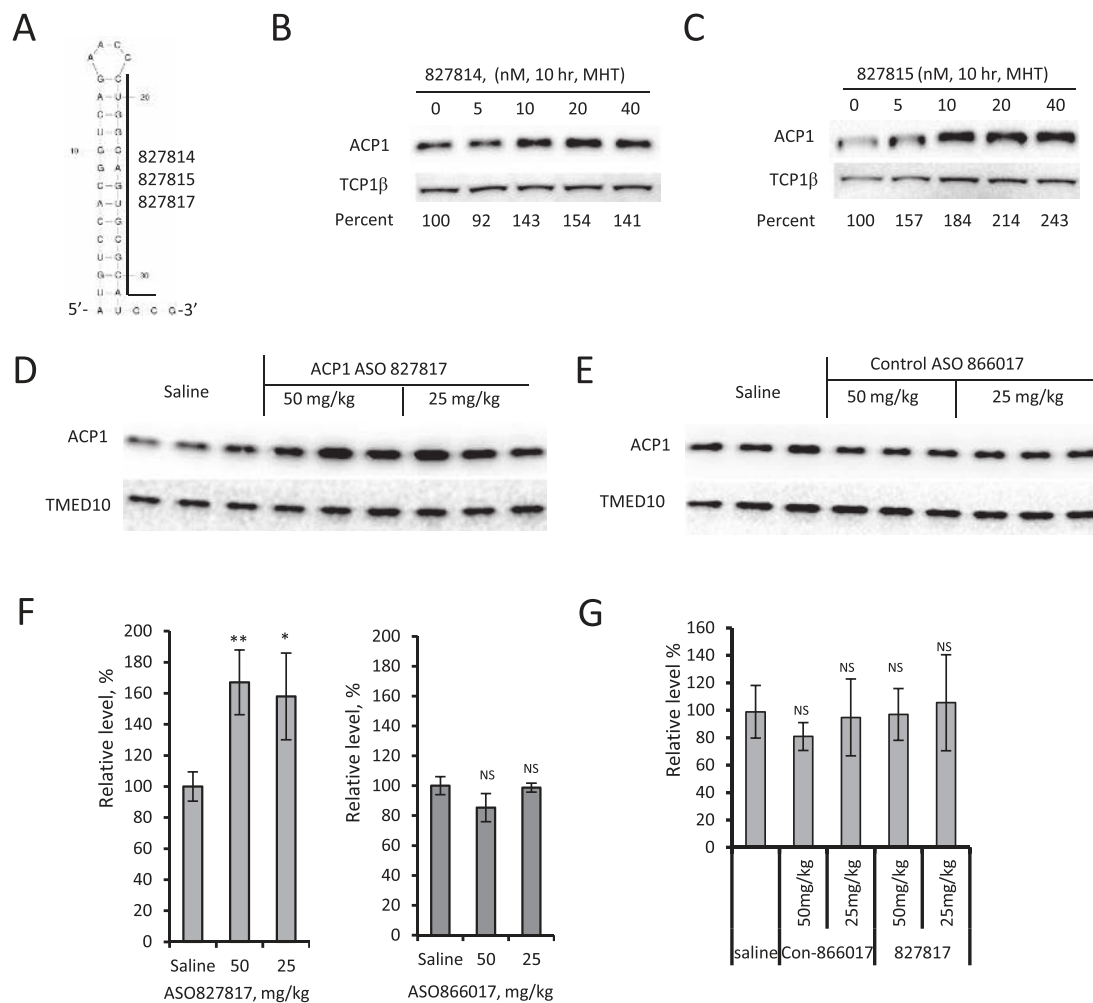 A
A
C
A
C
G
C
A
U
20
C
G
U
G
G
C
10
G
A
827814
G
G
827815
C
U
827817
A
G
C
C
C
G
U
C
30
G
A
U
5'-
A
U
G
C
G
-3'
B
827814, (nM, 10 hr, MHT)
0 5 10 20 40
ACP1
TCP1β
Percent 100 92 143 154 141
C
827815 (nM, 10 hr, MHT)
0 5 10 20 40
ACP1
TCP1β
Percent 100 157 184 214 243
D
ACP1 ASO 827817
Saline
50 mg/kg 25 mg/kg
ACP1
TMED10
E
Control ASO 866017
Saline
50 mg/kg 25 mg/kg
ACP1
TMED10
F
Relative level, %
200
180
160
140
120
100
80
60
40
20
0
** *
Saline 50 25
ASO827817, mg/kg
Relative level, %
200
180
160
140
120
100
80
60
40
20
0
NS NS
Saline 50 25
ASO866017, mg/kg
G
Relative level %
160
140
120
100
80
60
40
20
0
NS NS NS NS
50mg/kg 25mg/kg 50mg/kg 25mg/kg
saline Con-866017 827817